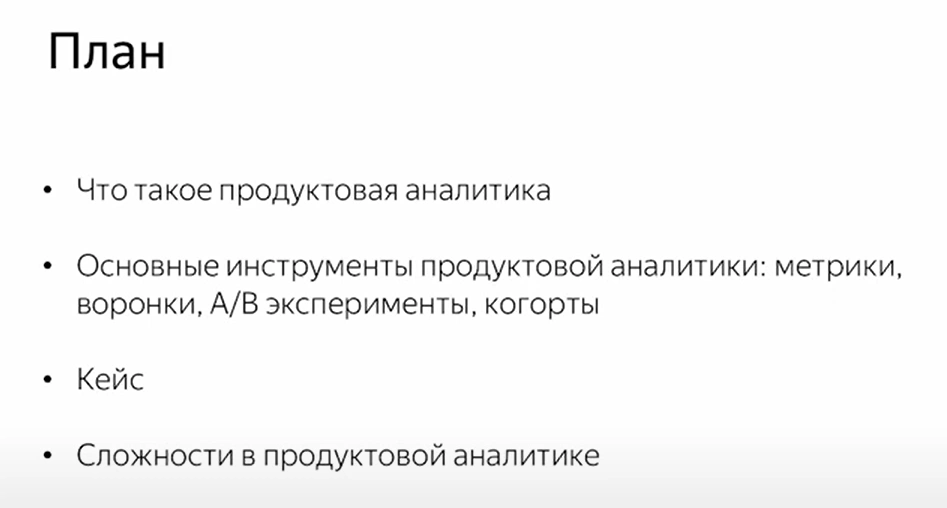 План
• Что такое продуктовая аналитика
• Основные инструменты продуктовой аналитики: метрики,
воронки, A/B эксперименты, когорты
• Кейс
• Сложности в продуктовой аналитике